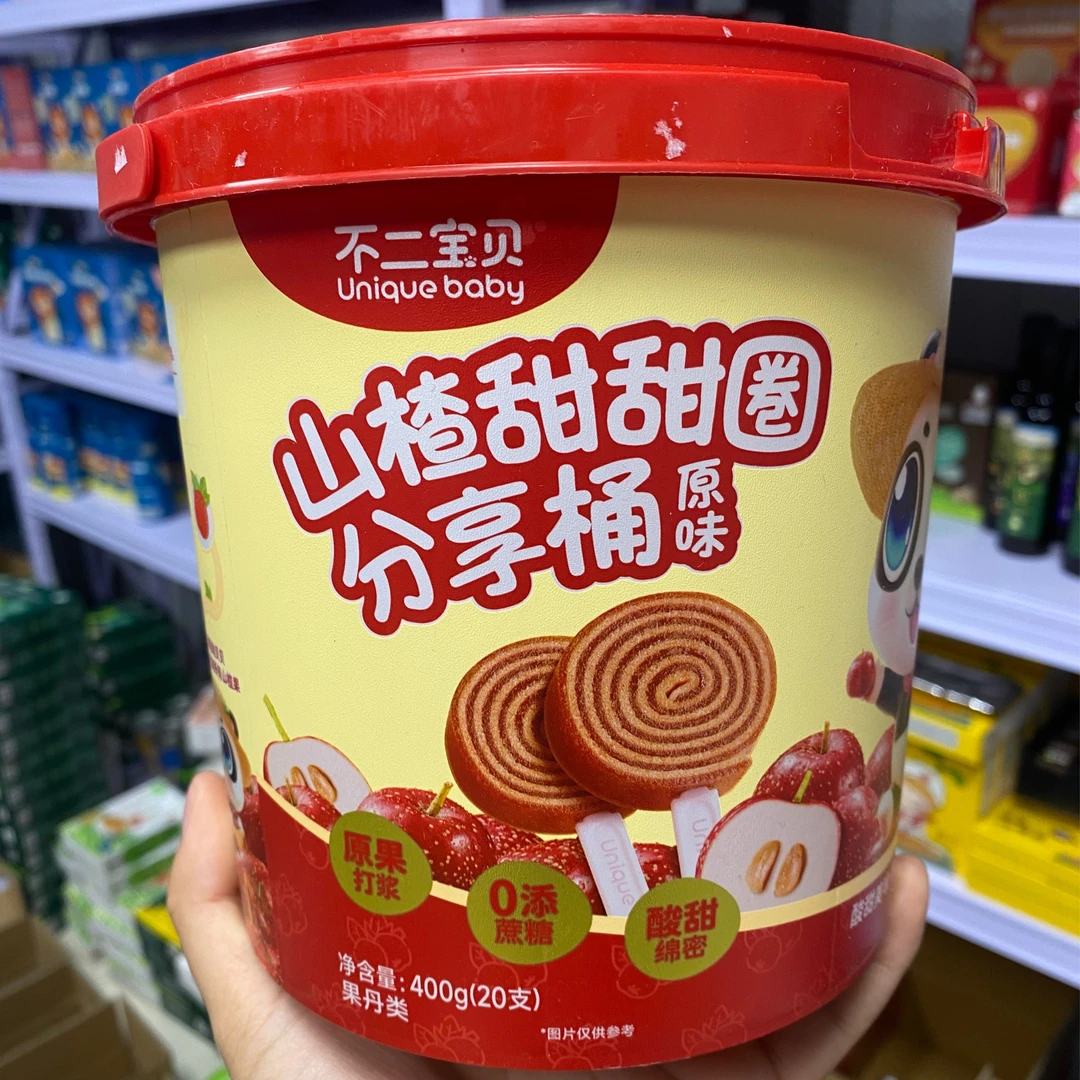 不二宝贝
Unique baby
山楂甜甜圈
分享桶
原味
原果
打浆
0添
蔗糖
酸甜
绵密
Unique
净含量:400g(20支)
果丹类
*图片仅供参考